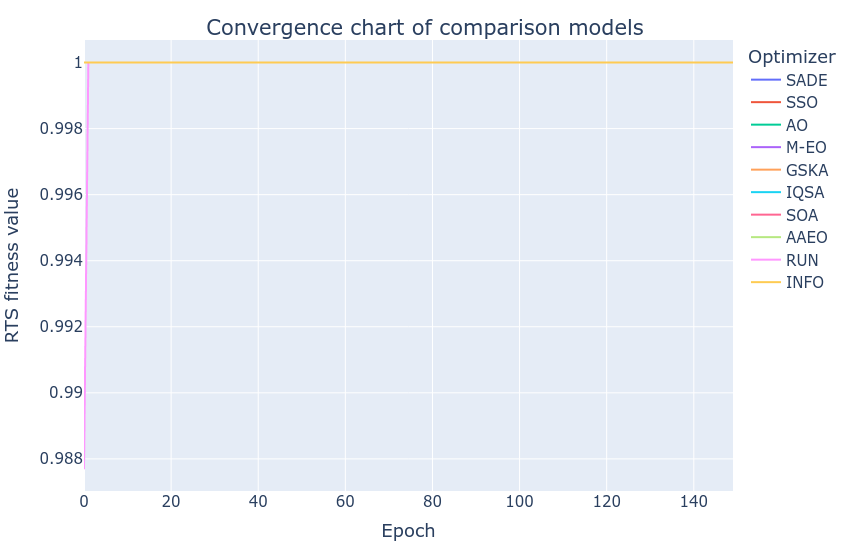 Convergence chart of comparison models
RTS fitness value
1
0.998
0.996
0.994
0.992
0.99
0.988
0 20 40 60 80 100 120 140
Epoch
Optimizer
SADE
SSO
AO
M-EO
GSKA
IQSA
SOA
AAEO
RUN
INFO